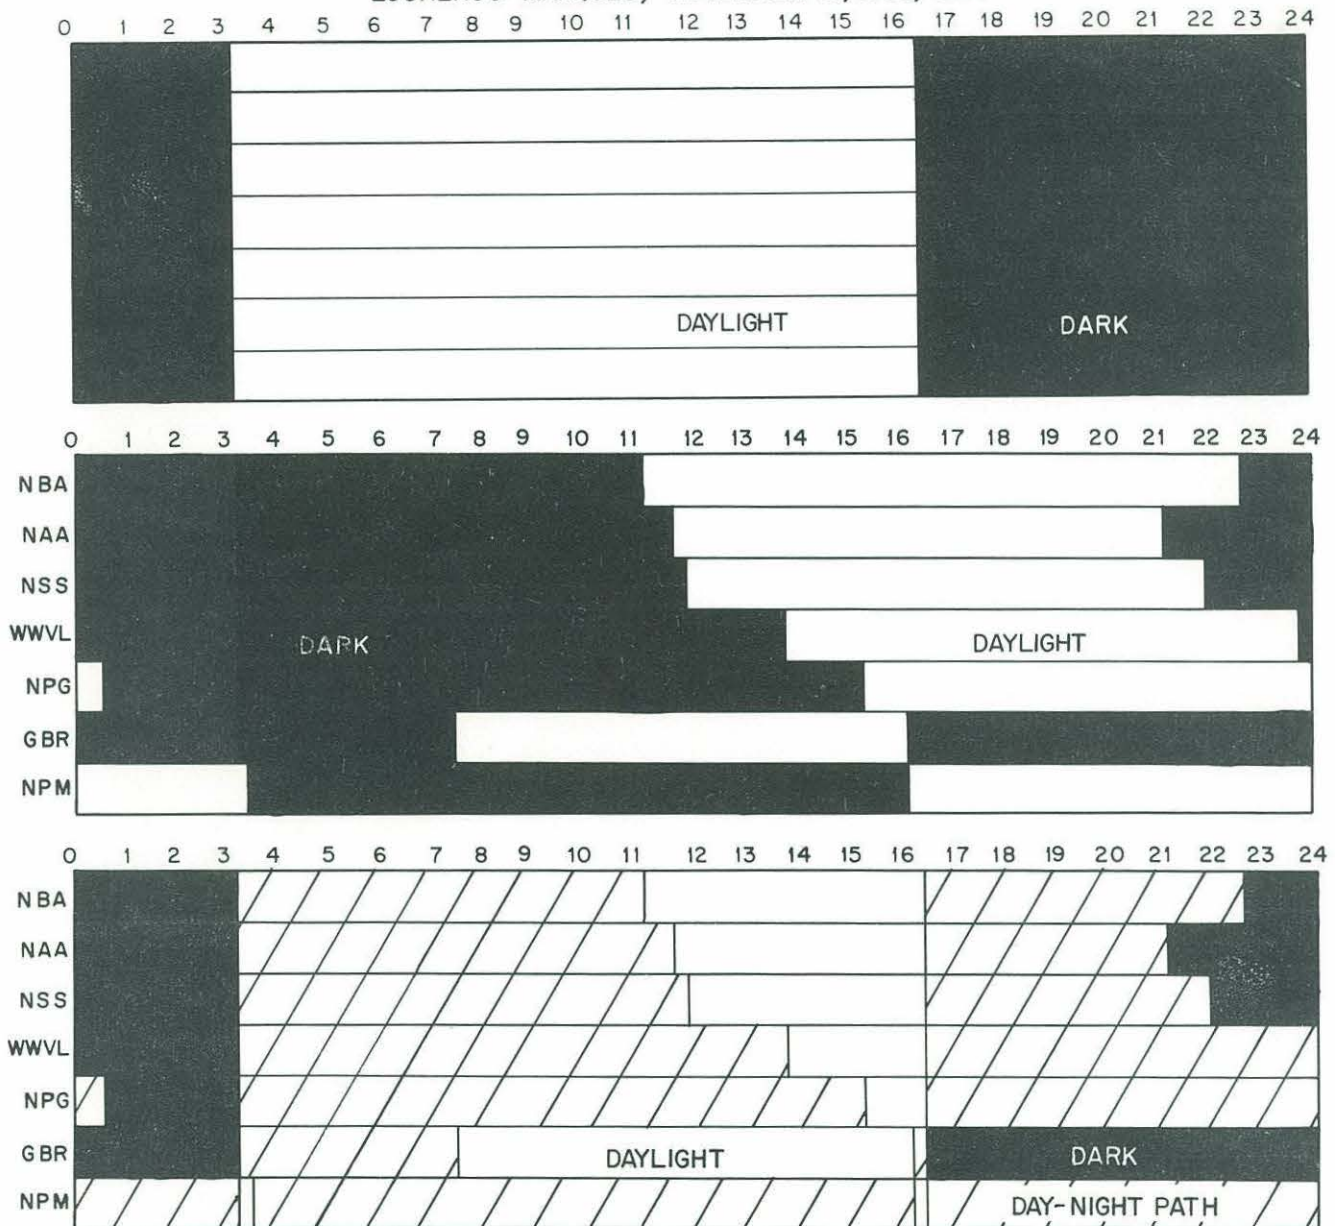 0 1 2 3 4 5 6 7 8 9 10 11 12 13 14 15 16 17 18 19 20 21 22 23 24
DAYLIGHT DARK
0 1 2 3 4 5 6 7 8 9 10 11 12 13 14 15 16 17 18 19 20 21 22 23 24
NBA
NAA
NSS
WWVL DARK DAYLIGHT
NPG
GBR
NPM
0 1 2 3 4 5 6 7 8 9 10 11 12 13 14 15 16 17 18 19 20 21 22 23 24
NBA
NAA
NSS
WWVL
NPG
GBR DAYLIGHT DARK
NPM DAY-NIGHT PATH